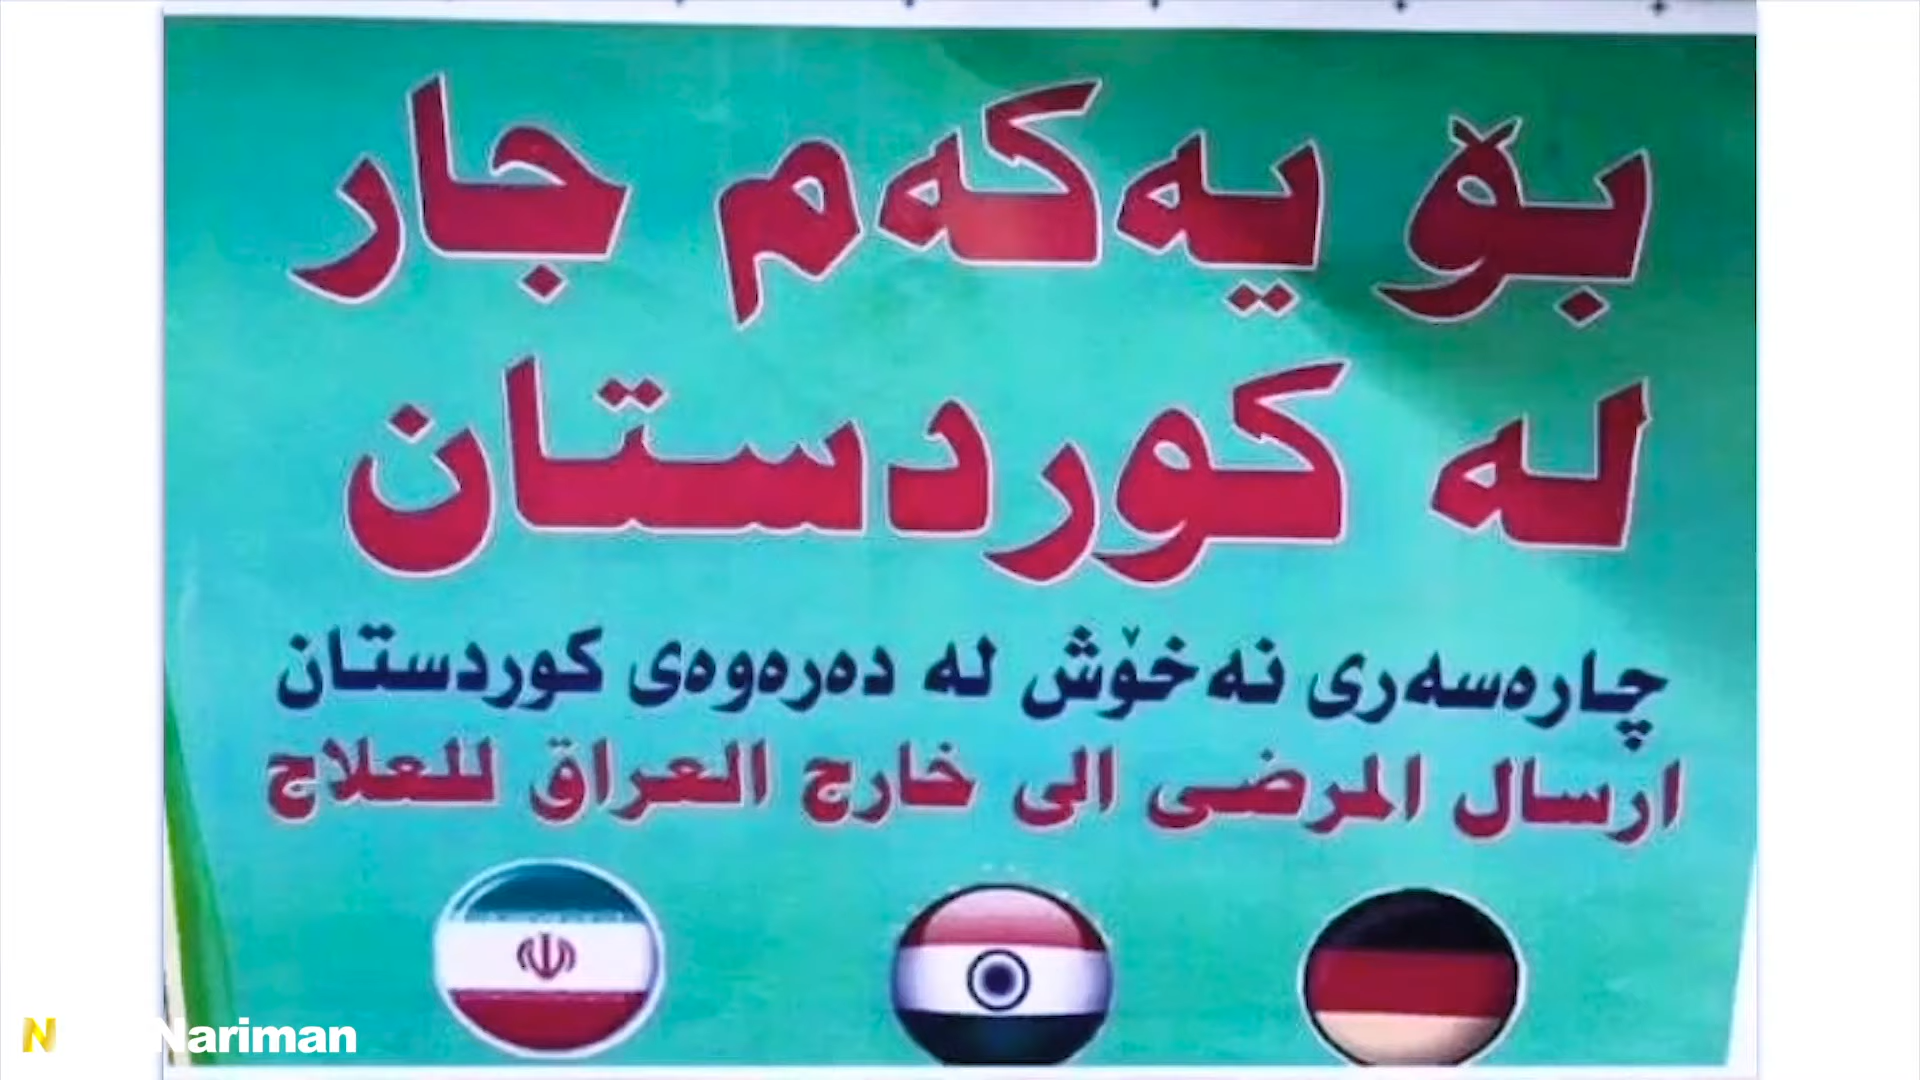 بۆ یەکەم جار
لە کوردستان
چارەسەری نەخۆش لە دەرەوەی کوردستان
ارسال المرضى الى خارج العراق للعلاج
N Nariman